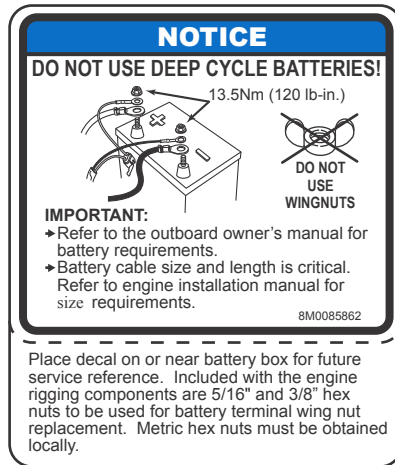 NOTICE
DO NOT USE DEEP CYCLE BATTERIES!
13.5Nm (120 lb-in.)
DO NOT
USE
WINGNUTS
IMPORTANT:
Refer to the outboard owner's manual for
battery requirements.
Battery cable size and length is critical.
Refer to engine installation manual for
size requirements.
8M0085862
Place decal on or near battery box for future
service reference. Included with the engine
rigging components are 5/16" and 3/8” hex
nuts to be used for battery terminal wing nut
replacement. Metric hex nuts must be obtained
locally.